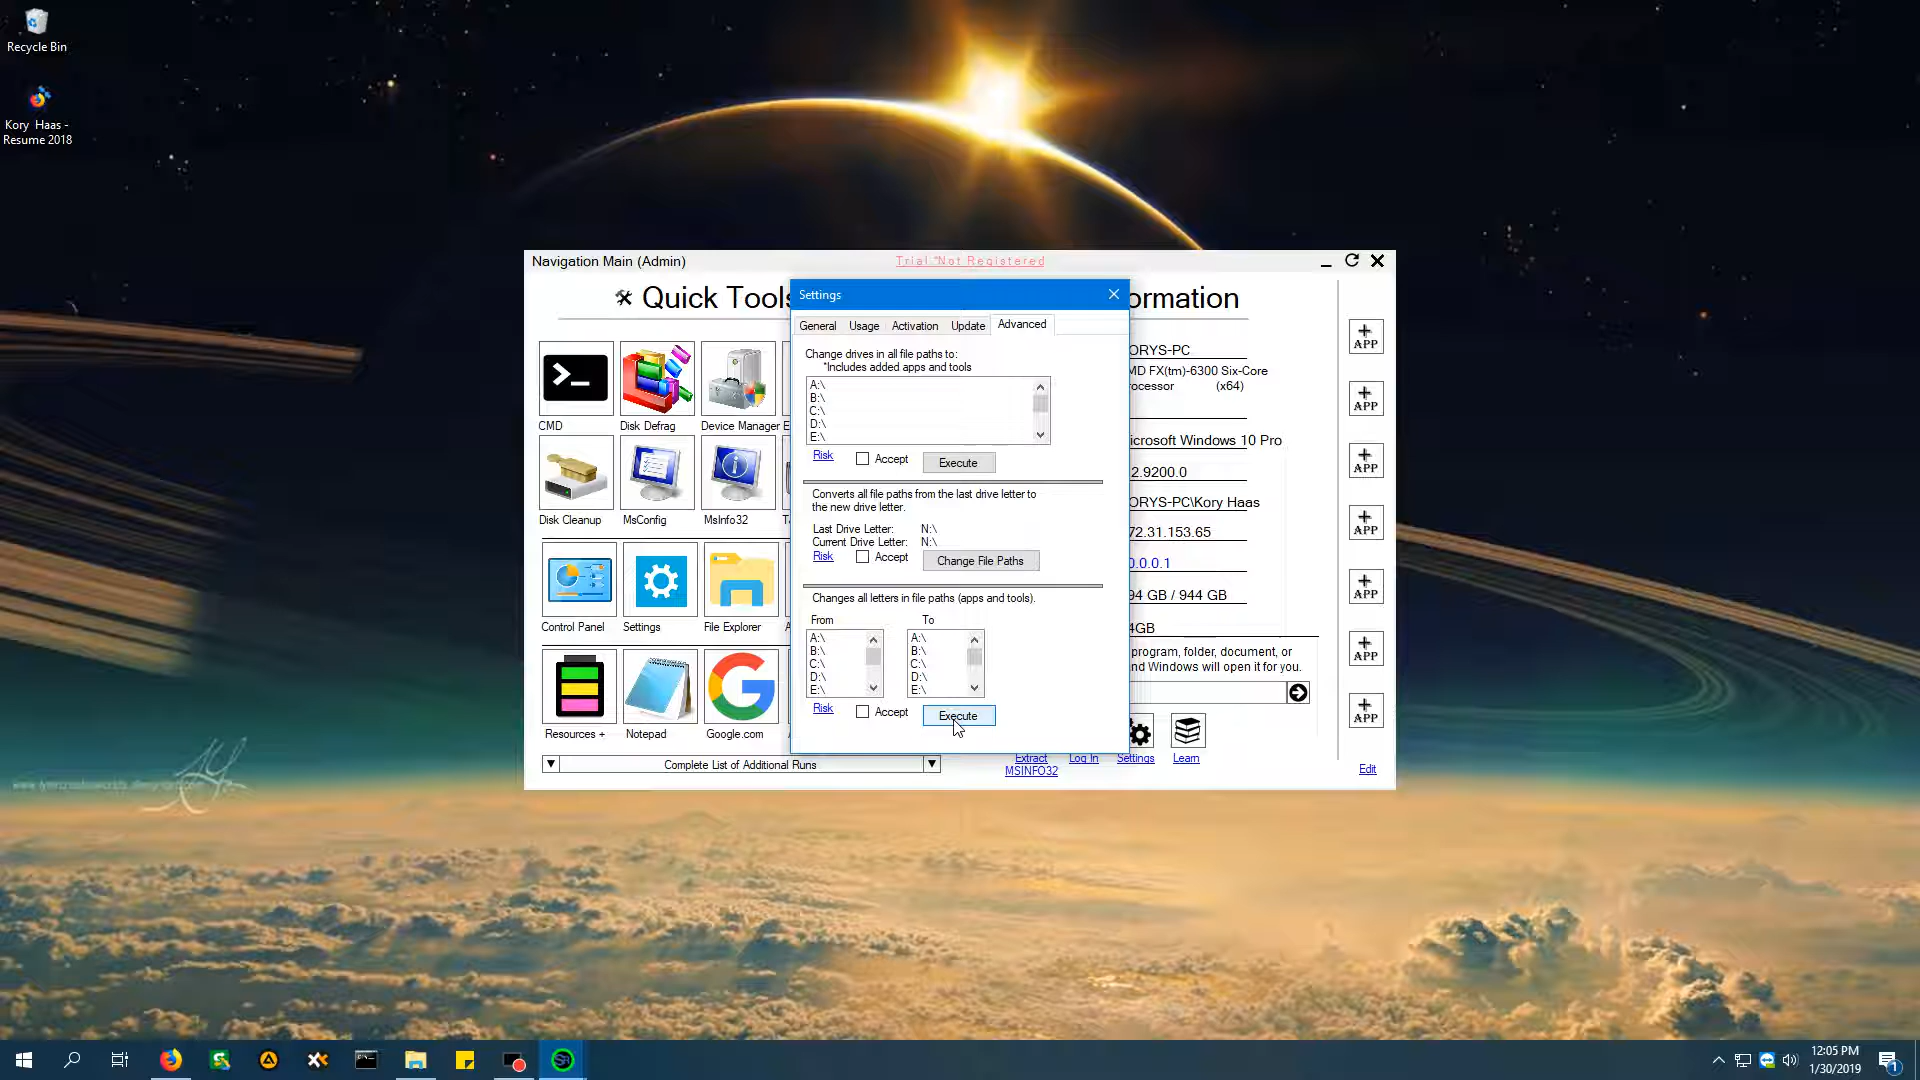 Recycle Bin
Kory Haas -
Resume 2018
Navigation Main (Admin)
Trial *Not Registered
Quick Tools
ormation
Settings
General
Usage
Activation
Update
Advanced
Change drives in all file paths to:
*Includes added apps and tools
A:\
B:\
C:\
D:\
E:\
Risk
Accept
Execute
Converts all file paths from the last drive letter to
the new drive letter.
Last Drive Letter: N:\
Current Drive Letter: N:\
Risk
Accept
Change File Paths
Changes all letters in file paths (apps and tools).
From
To
A:\
B:\
C:\
D:\
E:\
A:\
B:\
C:\
D:\
E:\
Risk
Accept
Execute
CMD
Disk Defrag
Device Manager
Disk Cleanup
MsConfig
MsInfo32
Control Panel
Settings
File Explorer
Resources +
Notepad
Google.com
Complete List of Additional Runs
ORYS-PC
MD FX(tm)-6300 Six-Core
rocessor (x64)
icrosoft Windows 10 Pro
2.9200.0
ORYS-PC\Kory Haas
72.31.153.65
0.0.0.1
94 GB / 944 GB
4GB
program, folder, document, or
nd Windows will open it for you.
Extract
MSINFO32
Log In
Settings
Learn
+
APP
+
APP
+
APP
+
APP
+
APP
+
APP
+
APP
Edit
12:05 PM
1/30/2019
1